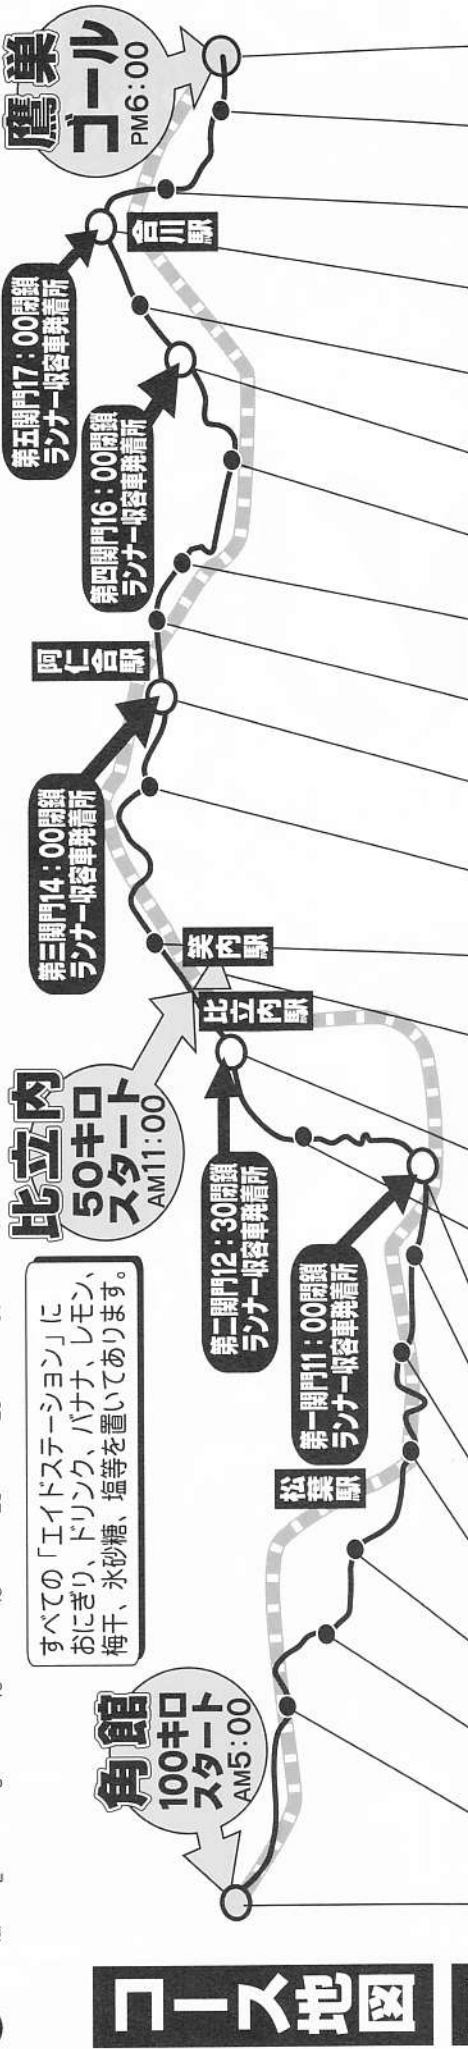 コース地図
角館
100キロ
スタート
AM5:00
すべての「エイドステーション」に
おにぎり、ドリンク、バナナ、レモン、
梅干、氷砂糖、塩等を置いてあります。
松葉駅
第一関門11:00閉鎖
ランナー収容車発着所
第二関門12:30閉鎖
ランナー収容車発着所
比立内
50キロ
スタート
AM11:00
比立内駅
笑内駅
第三関門14:00閉鎖
ランナー収容車発着所
阿仁合駅
第四関門16:00閉鎖
ランナー収容車発着所
第五関門17:00閉鎖
ランナー収容車発着所
合川駅
鷹巣
ゴール
PM6:00